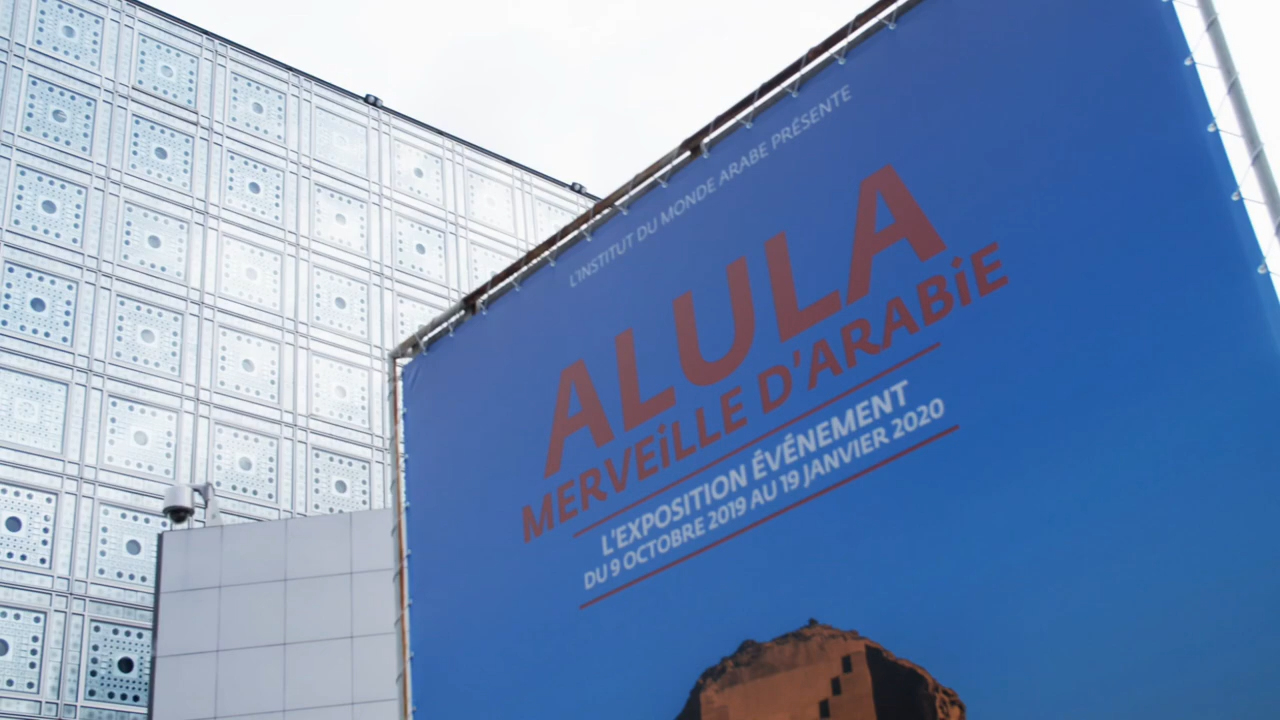 L'INSTITUT DU MONDE ARABE PRÉSENTE
ALULA
MERVEiLLE D'ARABiE
L'EXPOSITION ÉVÉNEMENT
DU 9 OCTOBRE 2019 AU 19 JANVIER 2020